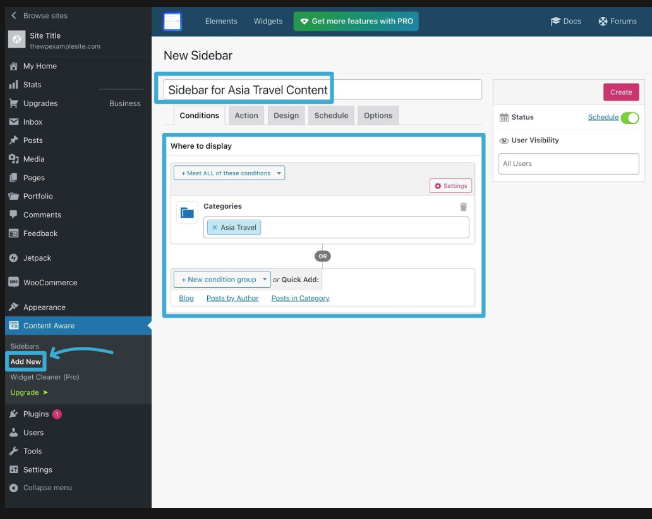 Browse sites
Elements Widgets Get more features with PRO Docs Forums
Site Title
thewpexamplesite.com
My Home
Stats
Upgrades Business
Inbox
Posts
Media
Pages
Portfolio
Comments
Feedback
Jetpack
WooCommerce
Appearance
Content Aware
Sidebars
Add New
Widget Cleaner (Pro)
Upgrade ➤
Plugins 1
Users
Tools
Settings
Collapse menu
New Sidebar
Sidebar for Asia Travel Content
Conditions Action Design Schedule Options
Where to display
+ Meet ALL of these conditions
Settings
Categories
× Asia Travel
OR
+ New condition group or Quick Add:
Blog Posts by Author Posts in Category
Create
Status Schedule
User Visibility
All Users